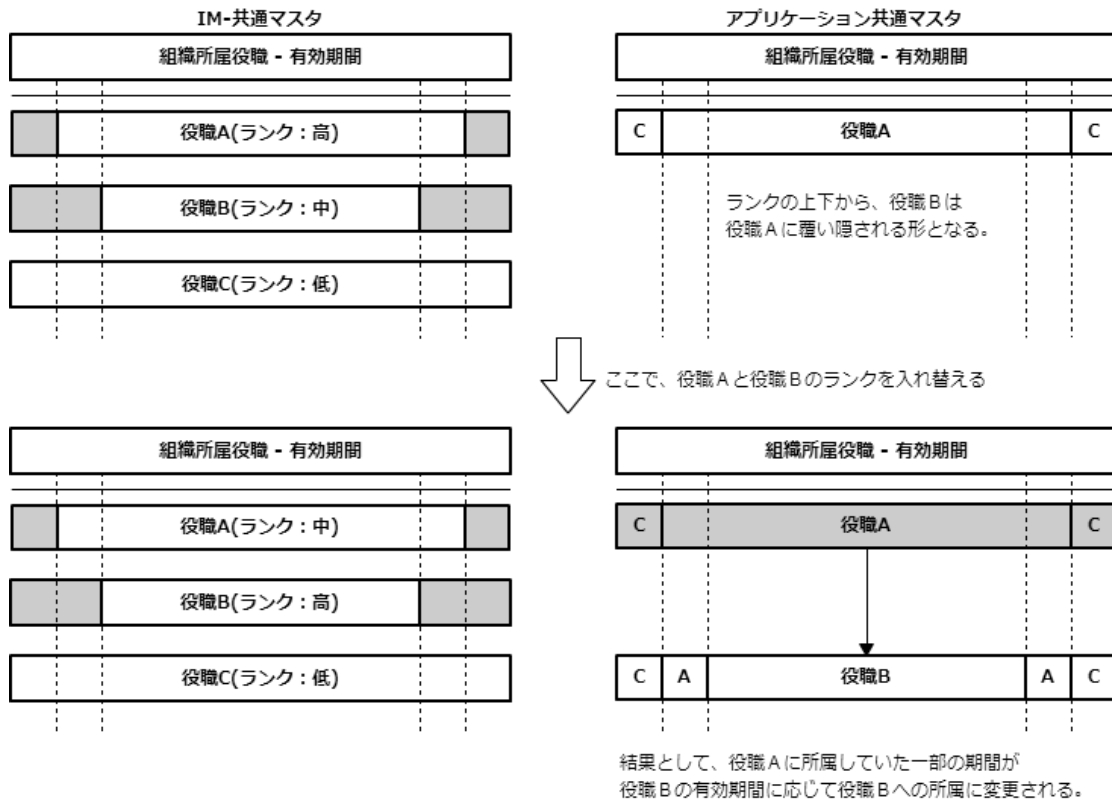 IM-共通マスタ
アプリケーション共通マスタ
組織所属役職 - 有効期間
組織所属役職 - 有効期間
役職A(ランク：高)
C
役職A
C
役職B(ランク：中)
ランクの上下から、役職Ｂは
役職Ａに覆い隠される形となる。
役職C(ランク：低)
ここで、役職Ａと役職Ｂのランクを入れ替える
組織所属役職 - 有効期間
組織所属役職 - 有効期間
役職A(ランク：中)
C
役職A
C
役職B(ランク：高)
役職C(ランク：低)
C
A
役職B
A
C
結果として、役職Ａに所属していた一部の期間が
役職Ｂの有効期間に応じて役職Ｂへの所属に変更される。